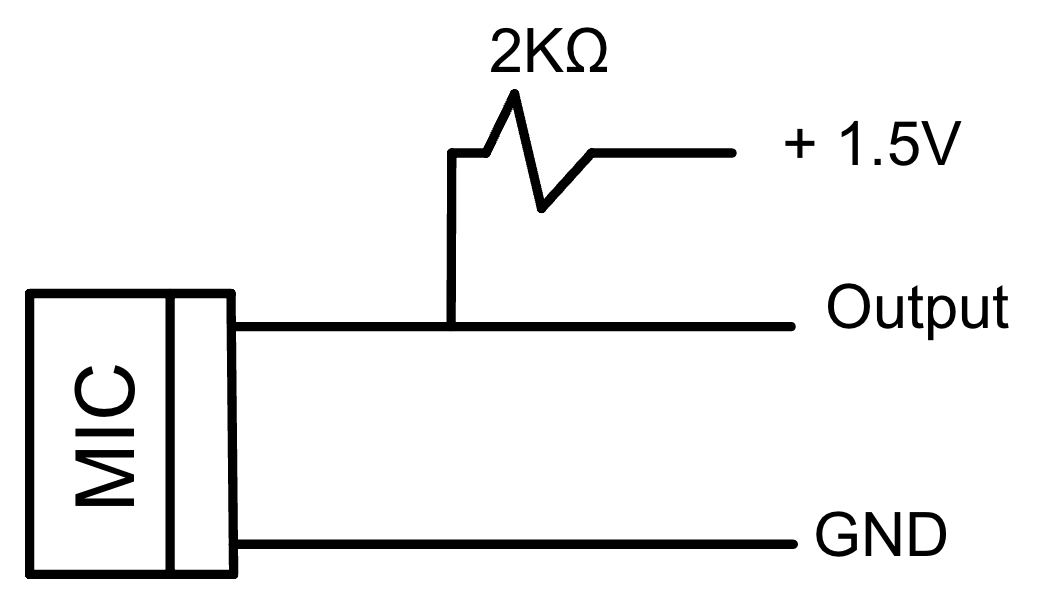 2KΩ
+ 1.5V
Output
MIC
GND